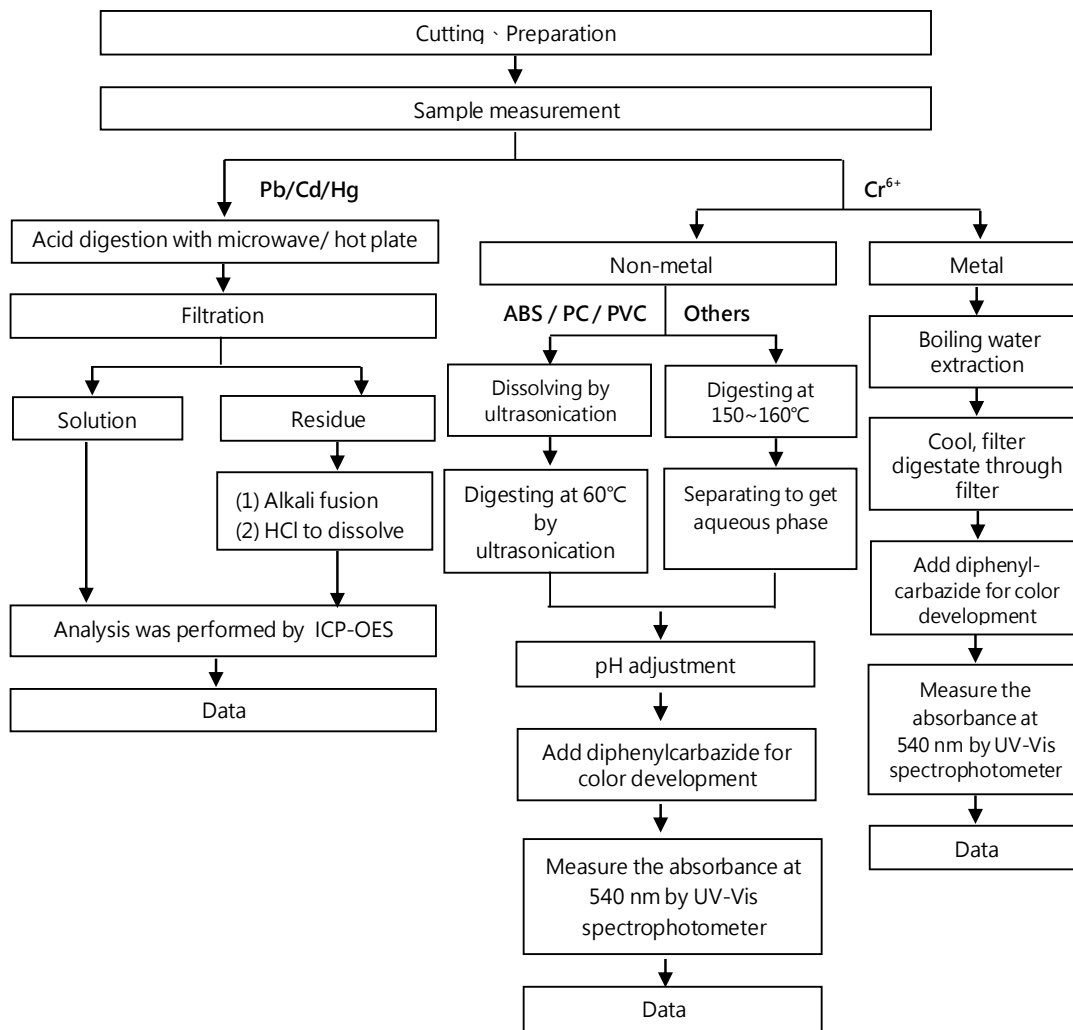 Cutting、Preparation
Sample measurement
Pb/Cd/Hg
Acid digestion with microwave/ hot plate
Filtration
Solution
Residue
(1) Alkali fusion
(2) HCl to dissolve
Analysis was performed by ICP-OES
Data
Cr⁶⁺
Non-metal
ABS / PC / PVC
Others
Dissolving by
ultrasonication
Digesting at 60℃
by
ultrasonication
Digesting at
150~160℃
Separating to get
aqueous phase
pH adjustment
Add diphenylcarbazide for
color development
Measure the absorbance at
540 nm by UV-Vis
spectrophotometer
Data
Metal
Boiling water
extraction
Cool, filter
digestate through
filter
Add diphenyl-
carbazide for color
development
Measure the
absorbance at
540 nm by UV-Vis
spectrophotometer
Data